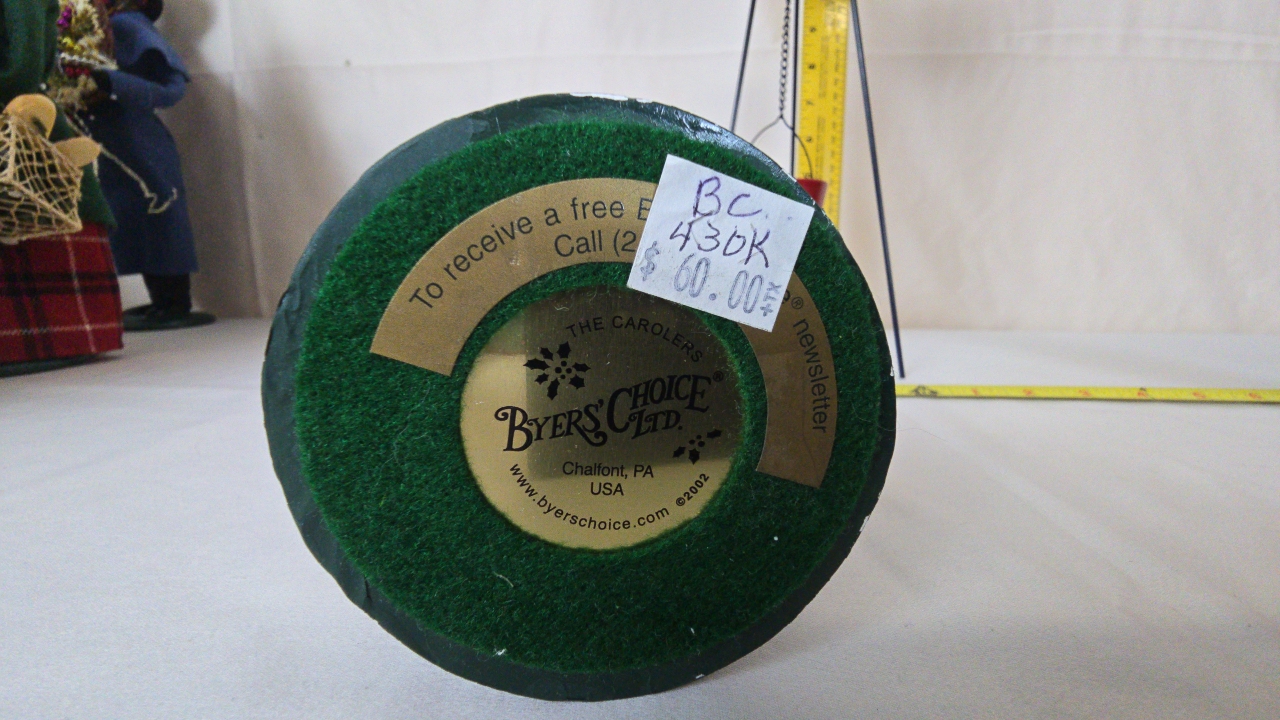 To receive a free
Call (2
® newsletter
BC.
430K
$ 60.00
+TX
THE CAROLERS
BYERS' CHOICE®
LTD.
Chalfont, PA
USA
www.byerschoice.com ©2002